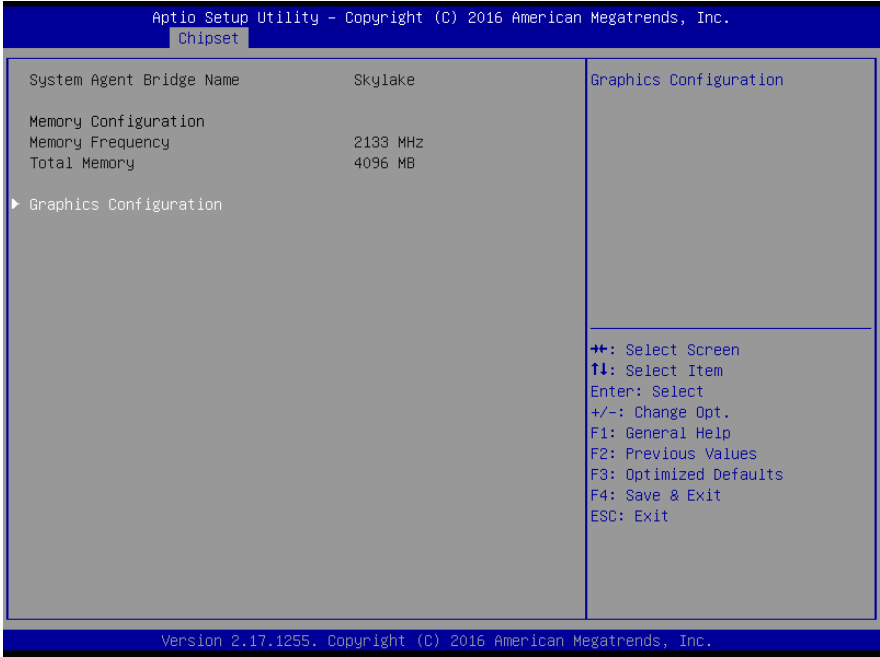 Aptio Setup Utility – Copyright (C) 2016 American Megatrends, Inc.
Chipset
System Agent Bridge Name Skylake
Memory Configuration
Memory Frequency 2133 MHz
Total Memory 4096 MB
▶ Graphics Configuration
Graphics Configuration
→←: Select Screen
↑↓: Select Item
Enter: Select
+/-: Change Opt.
F1: General Help
F2: Previous Values
F3: Optimized Defaults
F4: Save & Exit
ESC: Exit
Version 2.17.1255. Copyright (C) 2016 American Megatrends, Inc.